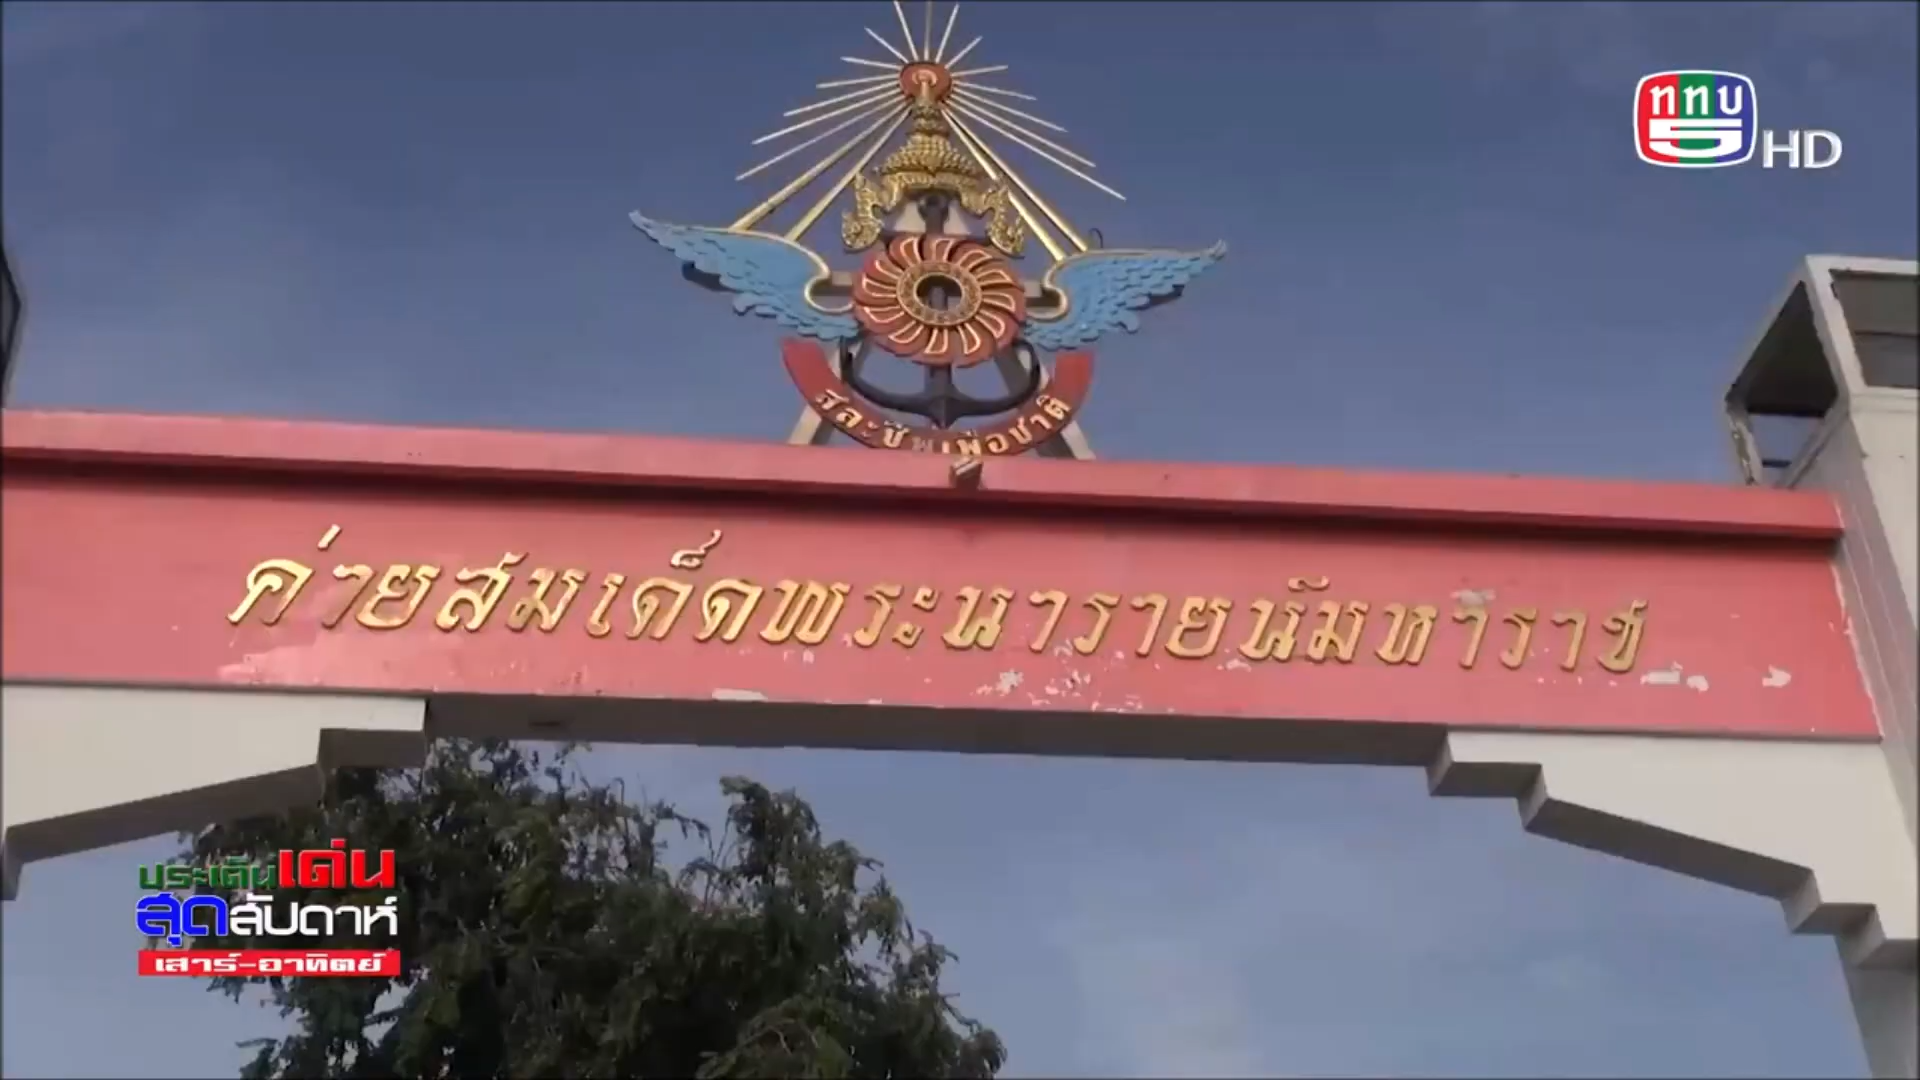 ททบ
5 HD
สละชีพเพื่อชาติ
ค่ายสมเด็จพระนารายณ์มหาราช
ประเด็นเด่น
สุดสัปดาห์
เสาร์-อาทิตย์